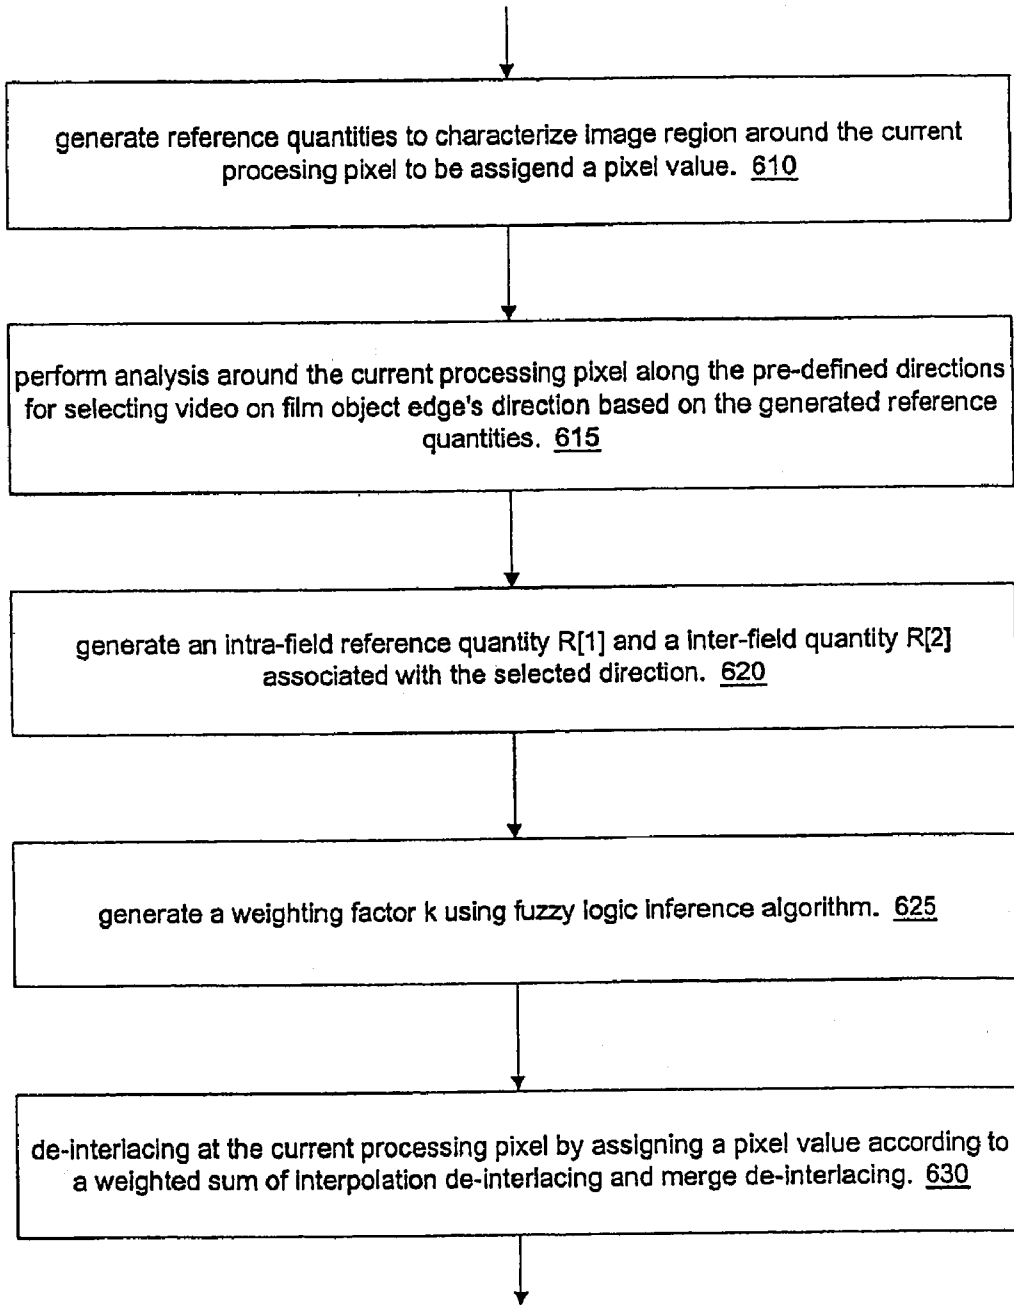 generate reference quantities to characterize image region around the current
procesing pixel to be assigend a pixel value. 610
perform analysis around the current processing pixel along the pre-defined directions
for selecting video on film object edge's direction based on the generated reference
quantities. 615
generate an intra-field reference quantity R[1] and a inter-field quantity R[2]
associated with the selected direction. 620
generate a weighting factor k using fuzzy logic inference algorithm. 625
de-interlacing at the current processing pixel by assigning a pixel value according to
a weighted sum of interpolation de-interlacing and merge de-interlacing. 630